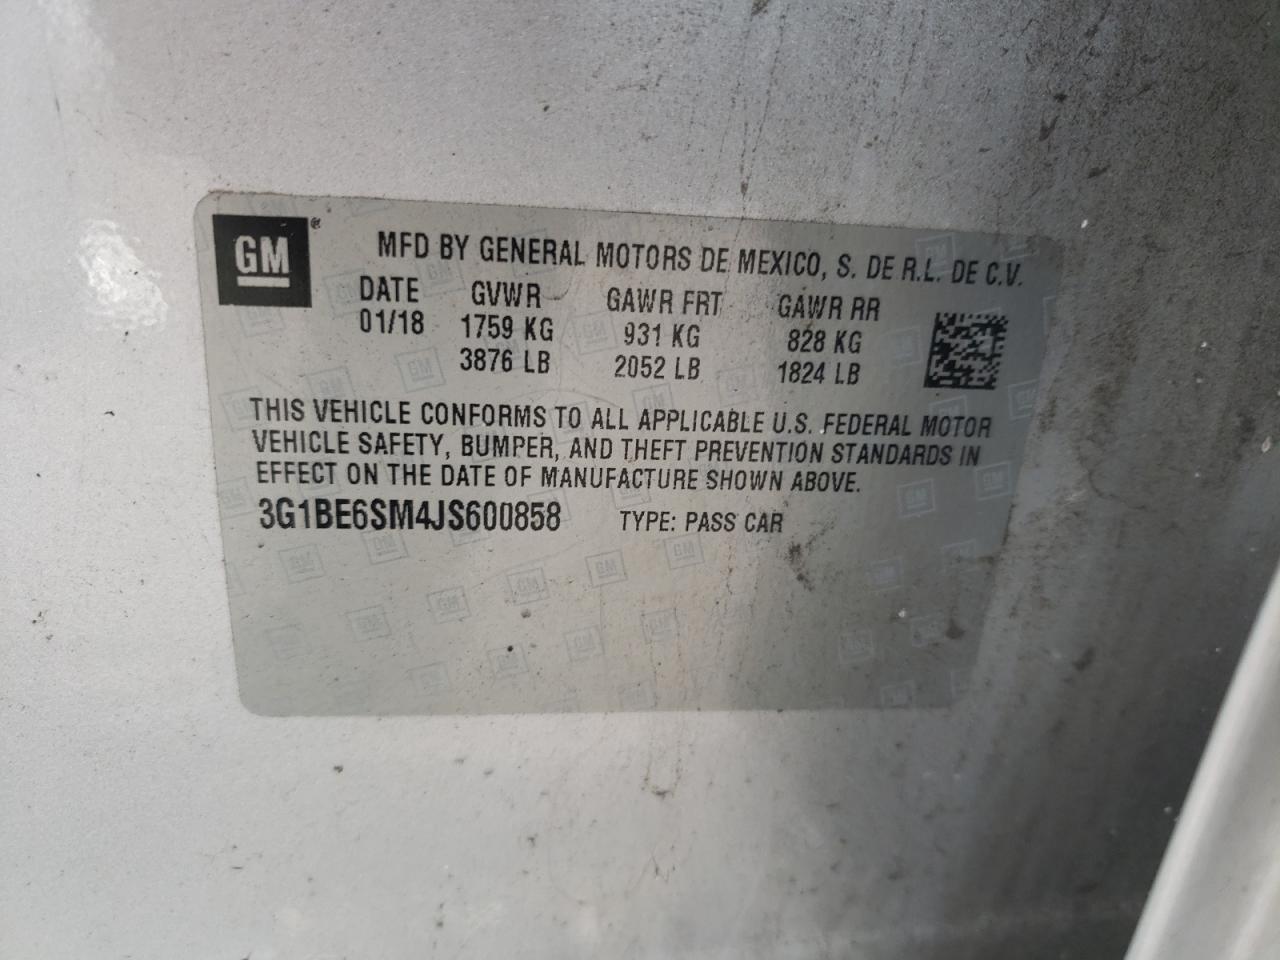 GM®
MFD BY GENERAL MOTORS DE MEXICO, S. DE R.L. DE C.V.
DATE GVWR GAWR FRT GAWR RR
01/18 1759 KG 931 KG 828 KG
3876 LB 2052 LB 1824 LB
THIS VEHICLE CONFORMS TO ALL APPLICABLE U.S. FEDERAL MOTOR
VEHICLE SAFETY, BUMPER, AND THEFT PREVENTION STANDARDS IN
EFFECT ON THE DATE OF MANUFACTURE SHOWN ABOVE.
3G1BE6SM4JS600858 TYPE: PASS CAR